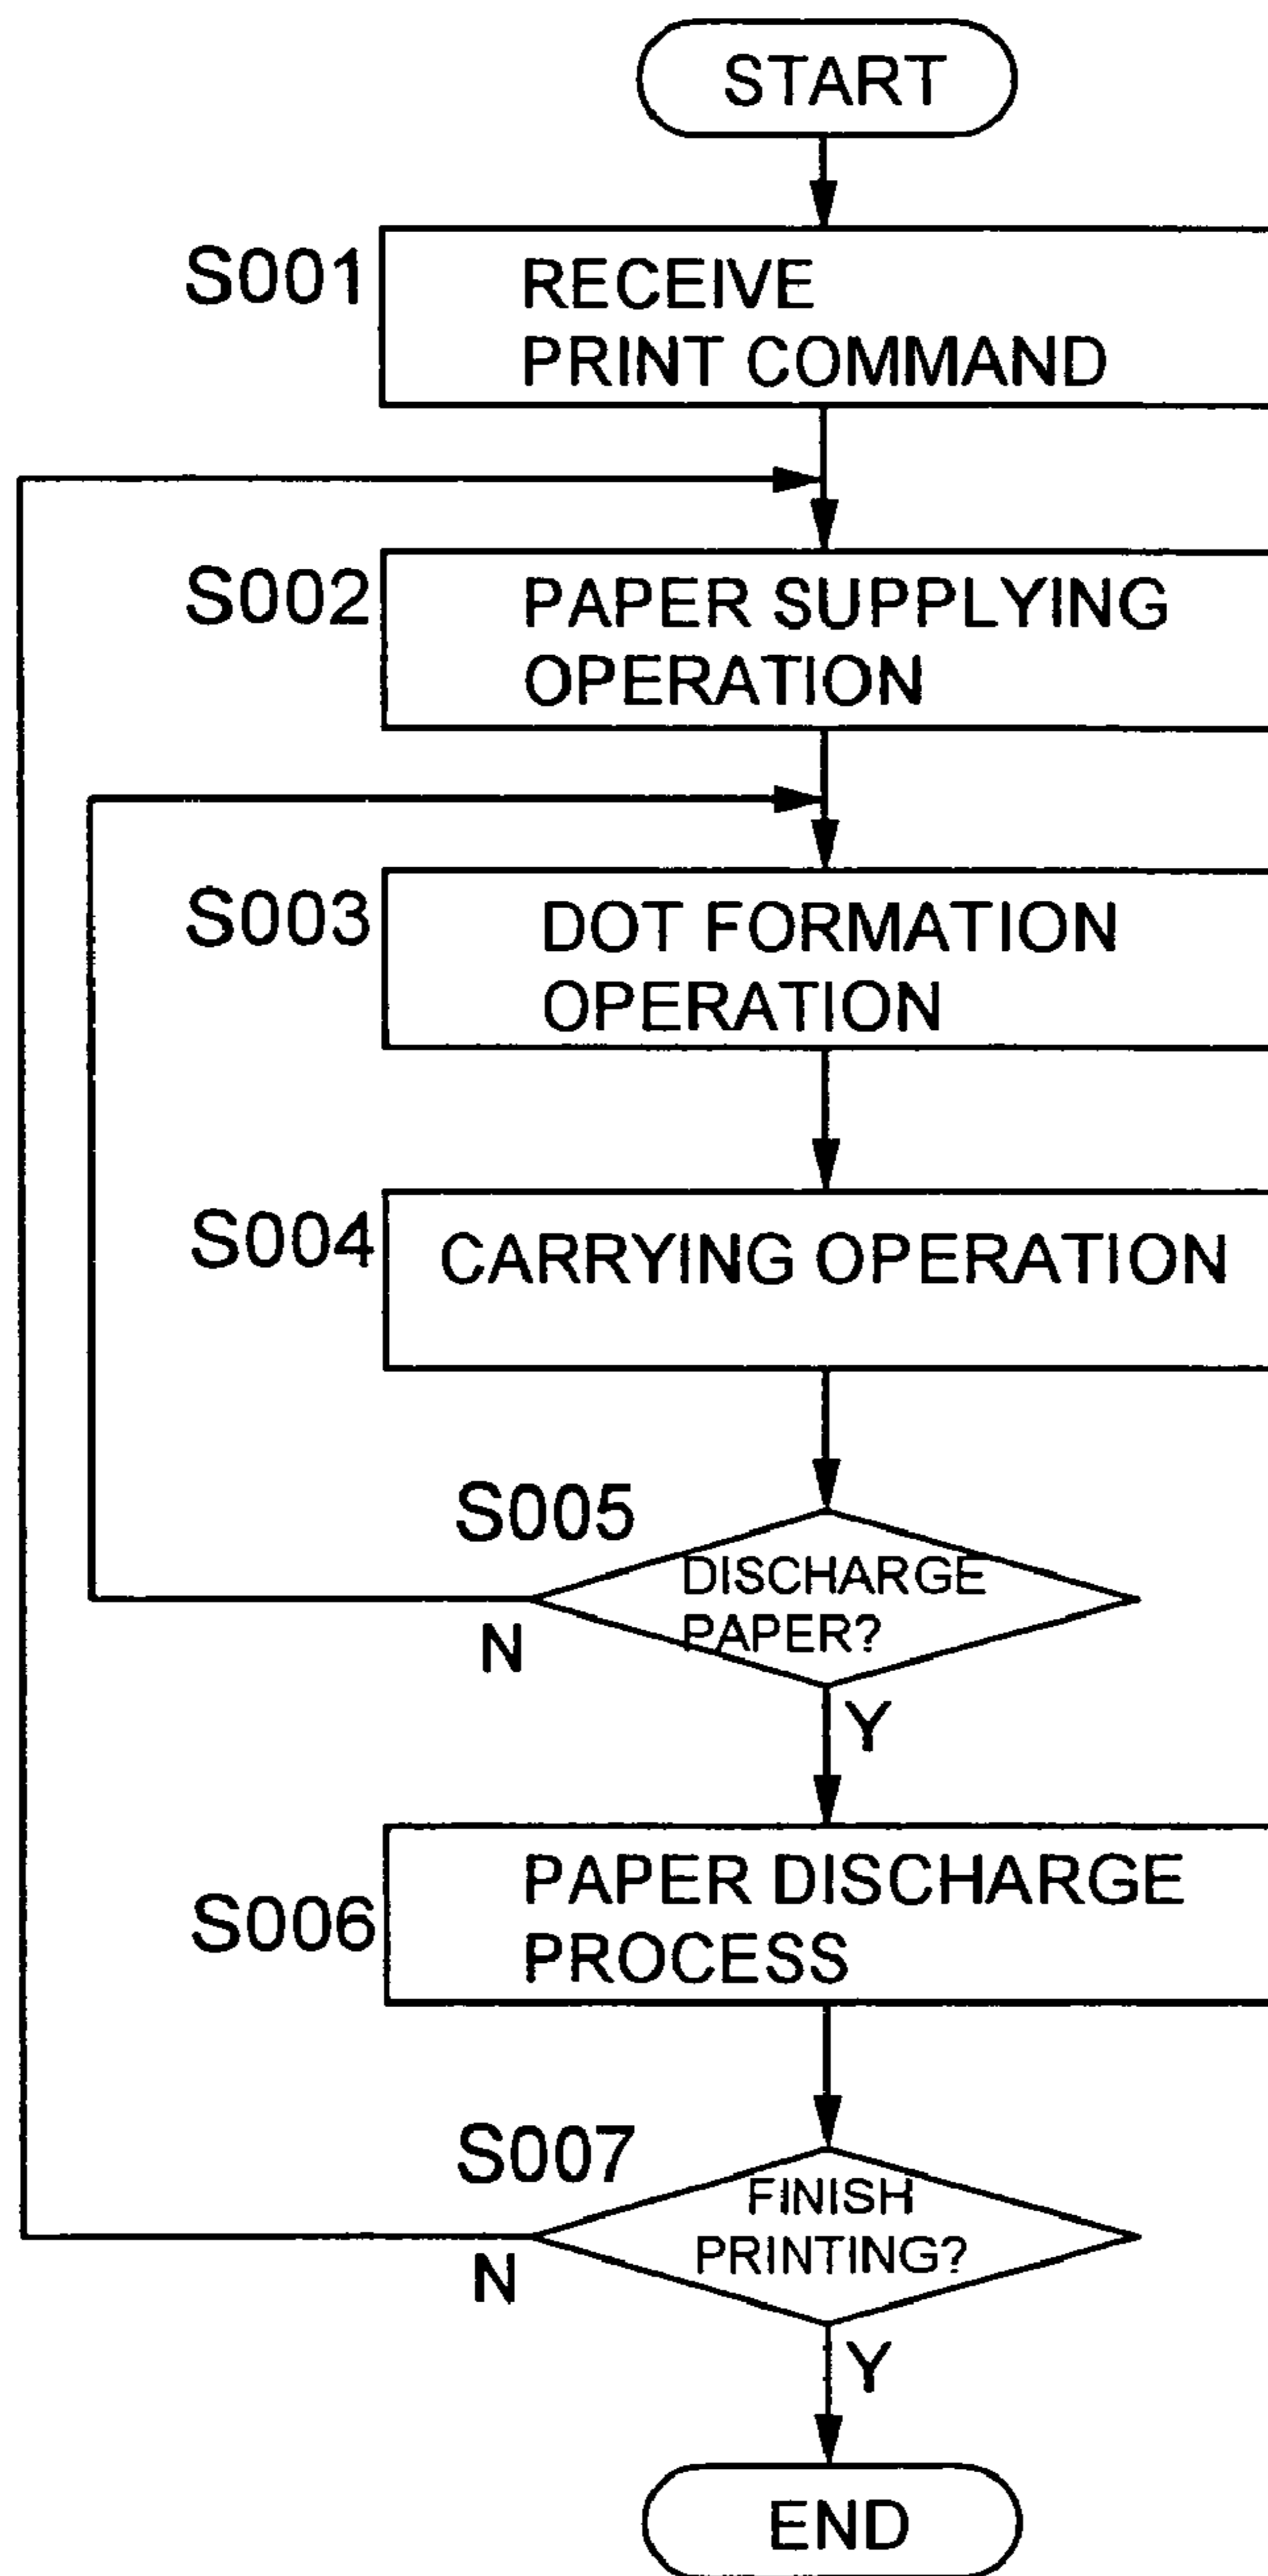 START
S001
RECEIVE
PRINT COMMAND
S002
PAPER SUPPLYING
OPERATION
S003
DOT FORMATION
OPERATION
S004
CARRYING OPERATION
S005
DISCHARGE
PAPER?
N
Y
S006
PAPER DISCHARGE
PROCESS
S007
FINISH
PRINTING?
N
Y
END